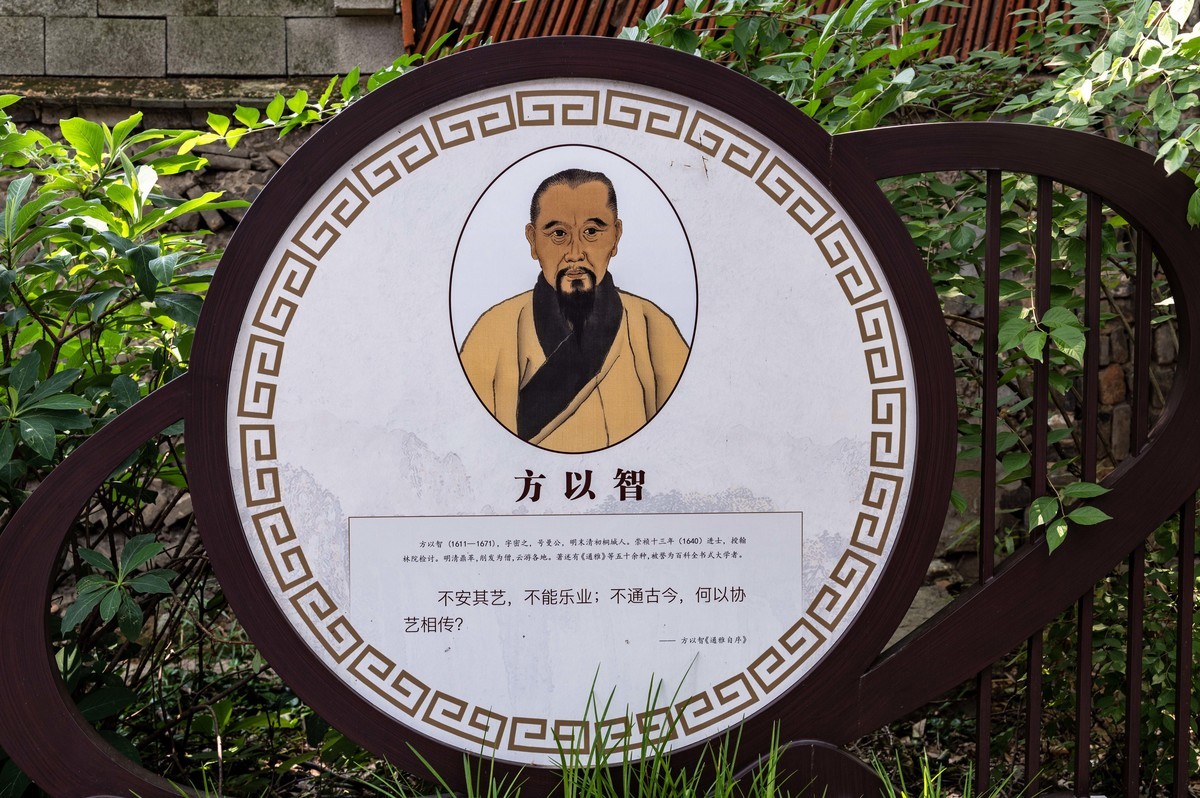 方以智
方以智（1611—1671），字密之，号曼公，明末清初桐城人。崇祯十三年（1640）进士，授翰
林院检讨。明清鼎革，削发为僧，云游各地。著述有《通雅》等五十余种，被誉为百科全书式大学者。
不安其艺，不能乐业；不通古今，何以协
艺相传？
—— 方以智《通雅自序》